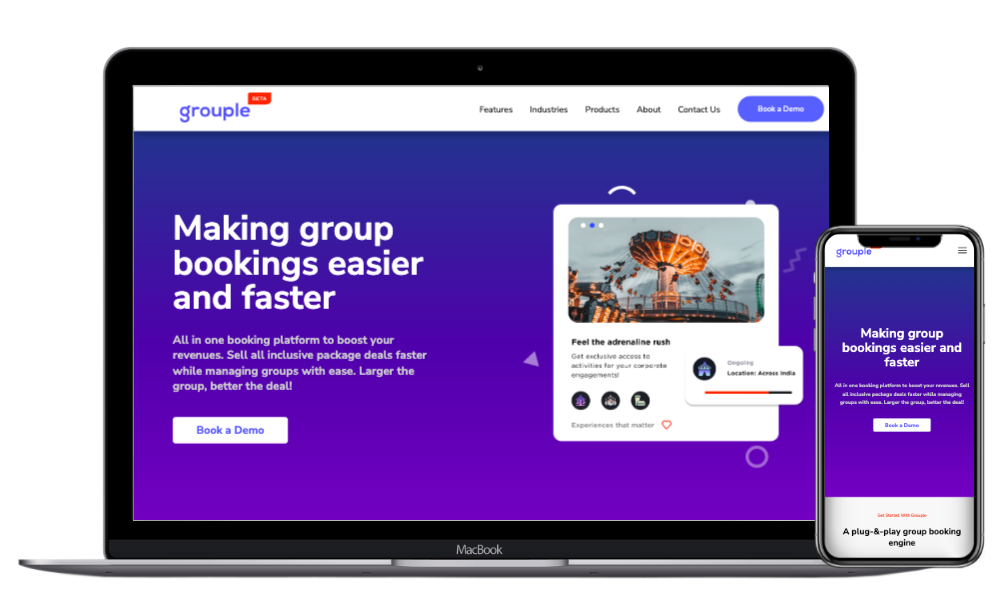 grouple
BETA
Features Industries Products About Contact Us Book a Demo
Making group
bookings easier
and faster
All in one booking platform to boost your
revenues. Sell all inclusive package deals faster
while managing groups with ease. Larger the
group, better the deal!
Book a Demo
Feel the adrenaline rush
Get exclusive access to
activities for your corporate
engagements!
Experiences that matter
Ongoing
Location: Across India
MacBook
grouple
Making group
bookings easier and
faster
All in one booking platform to boost your revenues. Sell
all inclusive package deals faster while managing
groups with ease. Larger the group, better the deal!
Book a Demo
Get Started With Grouple
A plug-&-play group booking
engine